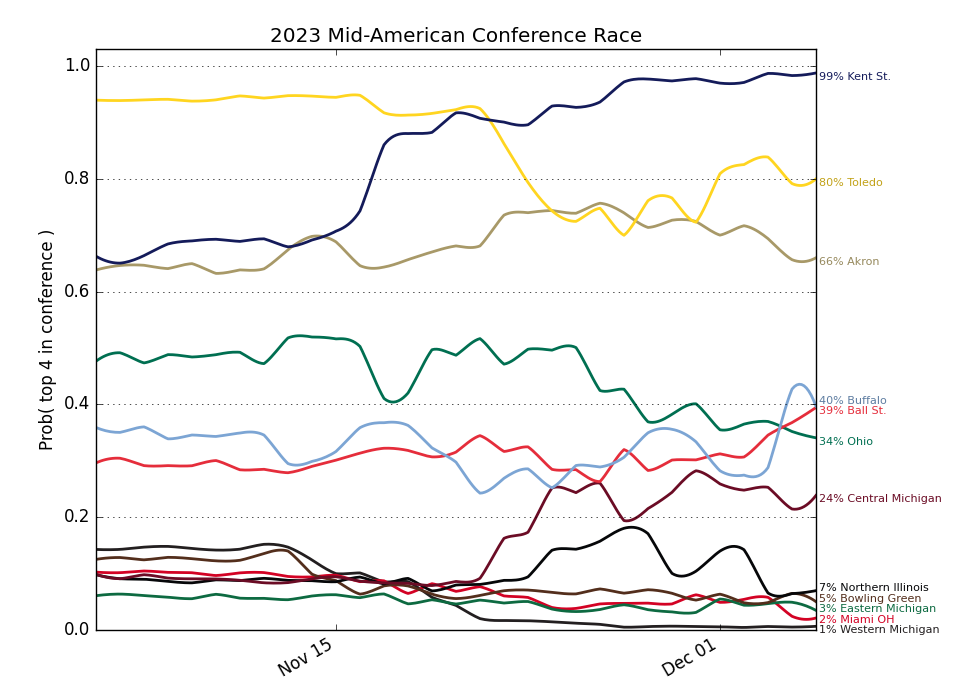 2023 Mid-American Conference Race
Prob( top 4 in conference )
1.0
0.8
0.6
0.4
0.2
0.0
Nov 15
Dec 01
99% Kent St.
80% Toledo
66% Akron
40% Buffalo
39% Ball St.
34% Ohio
24% Central Michigan
7% Northern Illinois
5% Bowling Green
3% Eastern Michigan
2% Miami OH
1% Western Michigan